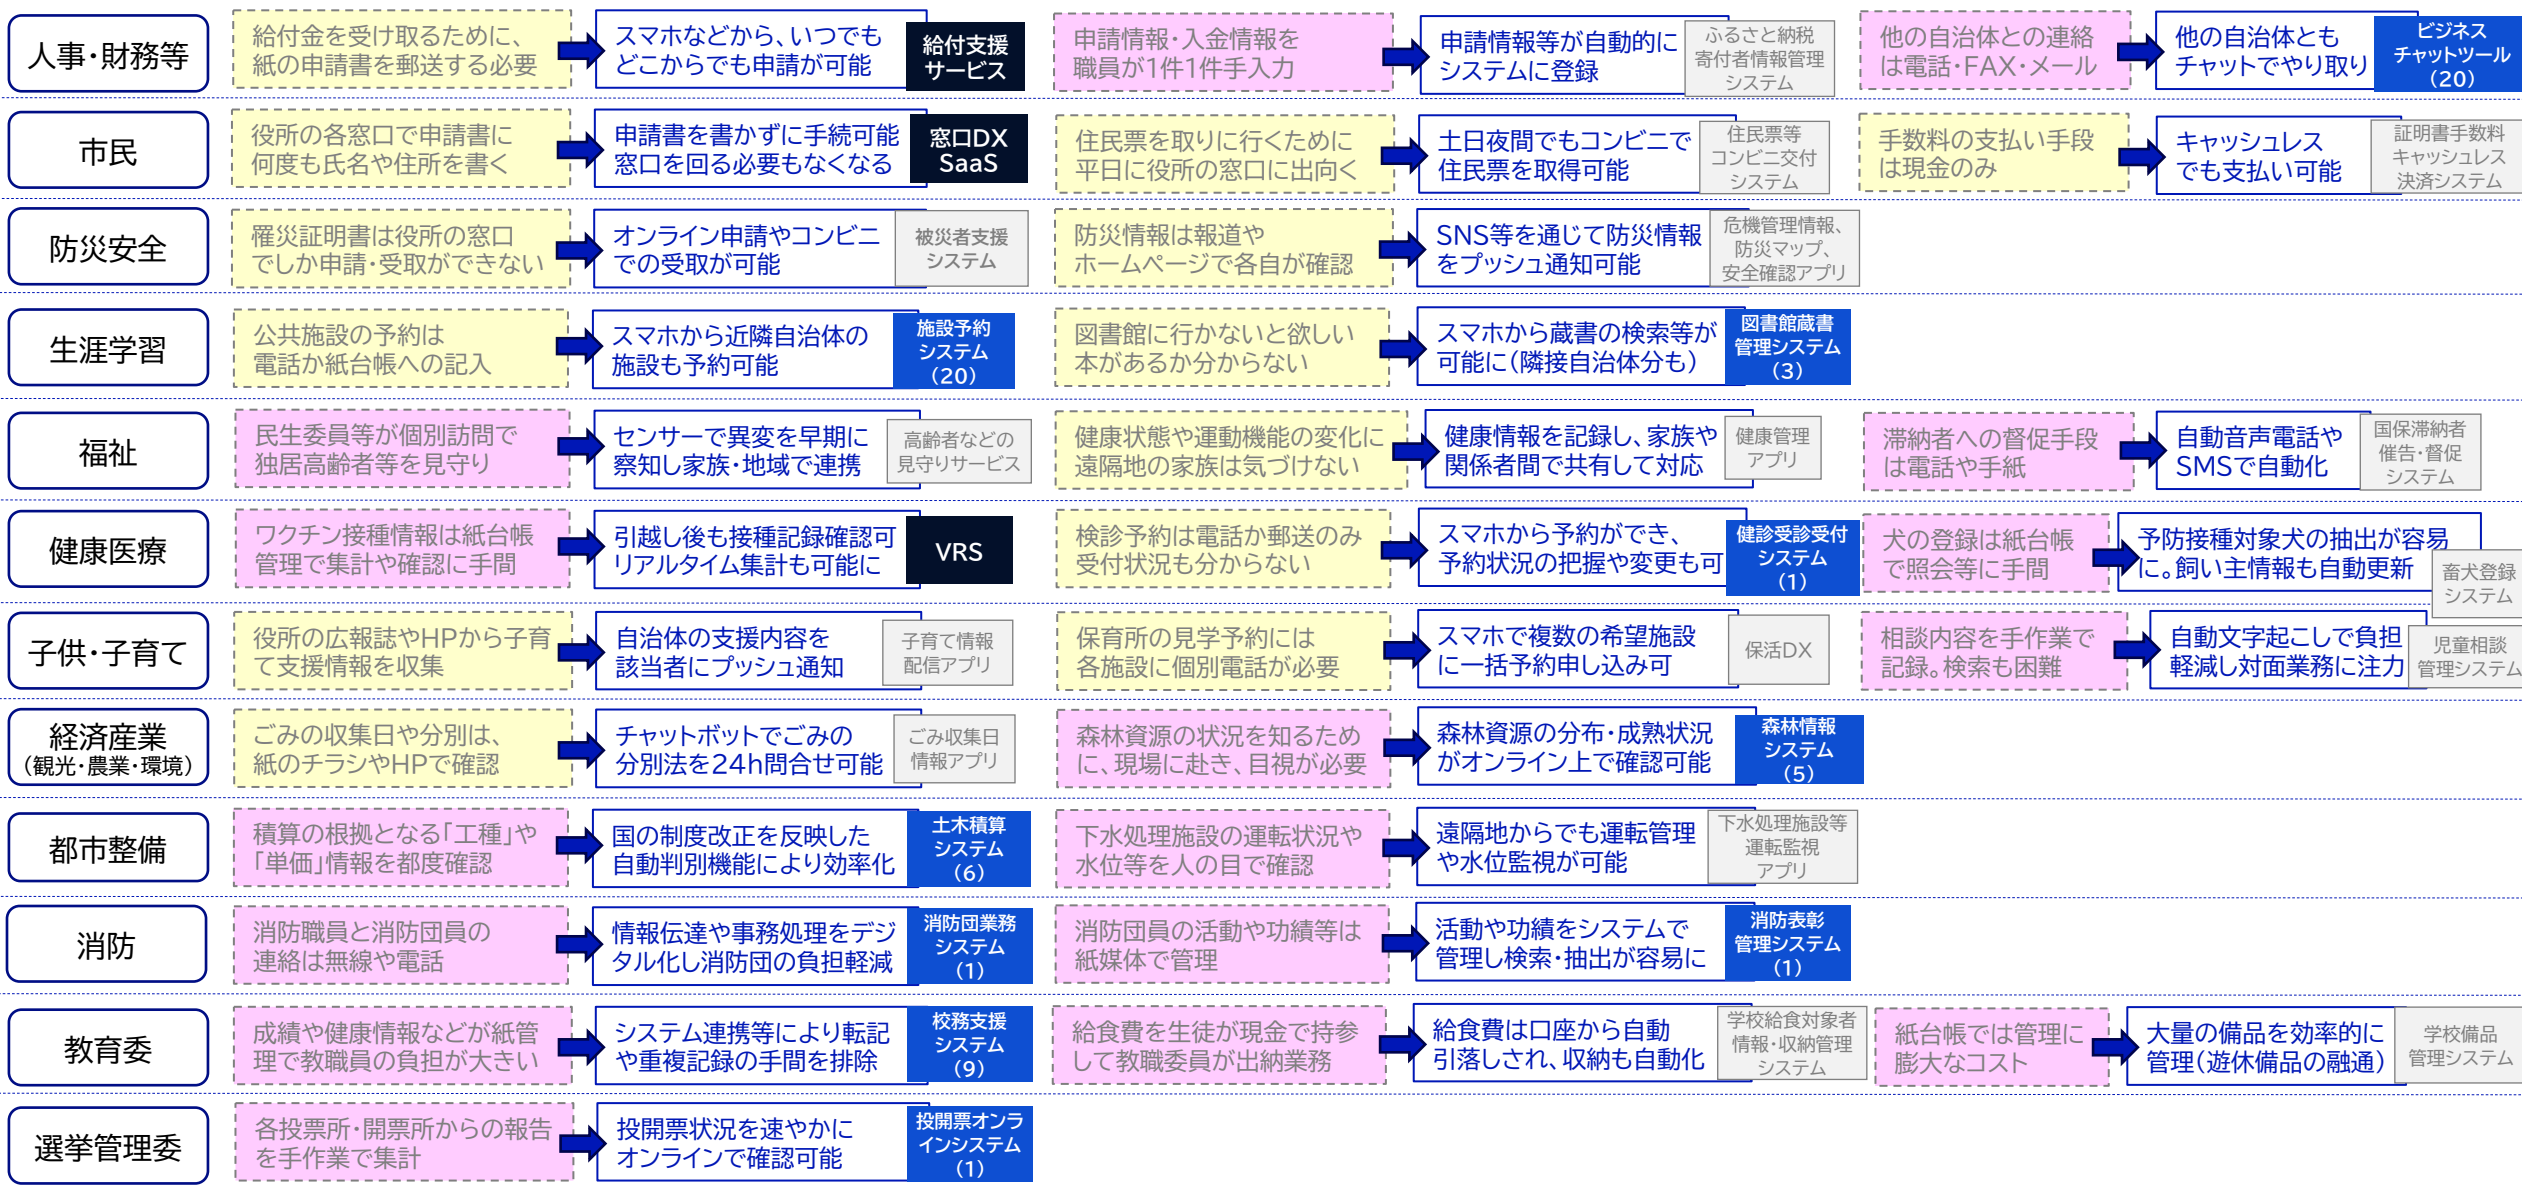 人事・財務等
給付金を受け取るために、
紙の申請書を郵送する必要
スマホなどから、いつでも
どこからでも申請が可能
給付支援
サービス
申請情報・入金情報を
職員が1件1件手入力
申請情報等が自動的に
システムに登録
ふるさと納税
寄付者情報管理
システム
他の自治体との連絡
は電話・FAX・メール
他の自治体とも
チャットでやり取り
ビジネス
チャットツール
（20）
市民
役所の各窓口で申請書に
何度も氏名や住所を書く
申請書を書かずに手続可能
窓口を回る必要もなくなる
窓口DX
SaaS
住民票を取りに行くために
平日に役所の窓口に出向く
土日夜間でもコンビニで
住民票を取得可能
住民票等
コンビニ交付
システム
手数料の支払い手段
は現金のみ
キャッシュレス
でも支払い可能
証明書手数料
キャッシュレス
決済システム
防災安全
罹災証明書は役所の窓口
でしか申請・受取ができない
オンライン申請やコンビニ
での受取が可能
被災者支援
システム
防災情報は報道や
ホームページで各自が確認
SNS等を通じて防災情報
をプッシュ通知可能
危機管理情報、
防災マップ、
安全確認アプリ
生涯学習
公共施設の予約は
電話か紙台帳への記入
スマホから近隣自治体の
施設も予約可能
施設予約
システム
（20）
図書館に行かないと欲しい
本があるか分からない
スマホから蔵書の検索等が
可能に（隣接自治体分も）
図書館蔵書
管理システム
（3）
福祉
民生委員等が個別訪問で
独居高齢者等を見守り
センサーで異変を早期に
察知し家族・地域で連携
高齢者などの
見守りサービス
健康状態や運動機能の変化に
遠隔地の家族は気づけない
健康情報を記録し、家族や
関係者間で共有して対応
健康管理
アプリ
滞納者への督促手段
は電話や手紙
自動音声電話や
SMSで自動化
国保滞納者
催告・督促
システム
健康医療
ワクチン接種情報は紙台帳
管理で集計や確認に手間
引越し後も接種記録確認可
リアルタイム集計も可能に
VRS
検診予約は電話か郵送のみ
受付状況も分からない
スマホから予約ができ、
予約状況の把握や変更も可
健診受診受付
システム
（1）
犬の登録は紙台帳
で照会等に手間
予防接種対象犬の抽出が容易
に。飼い主情報も自動更新
畜犬登録
システム
子供・子育て
役所の広報誌やHPから子育
て支援情報を収集
自治体の支援内容を
該当者にプッシュ通知
子育て情報
配信アプリ
保育所の見学予約には
各施設に個別電話が必要
スマホで複数の希望施設
に一括予約申し込み可
保活DX
相談内容を手作業で
記録。検索も困難
自動文字起こしで負担
軽減し対面業務に注力
児童相談
管理システム
経済産業
（観光・農業・環境）
ごみの収集日や分別は、
紙のチラシやHPで確認
チャットボットでごみの
分別法を24h問合せ可能
ごみ収集日
情報アプリ
森林資源の状況を知るため
に、現場に赴き、目視が必要
森林資源の分布・成熟状況
がオンライン上で確認可能
森林情報
システム
（5）
都市整備
積算の根拠となる「工種」や
「単価」情報を都度確認
国の制度改正を反映した
自動判別機能により効率化
土木積算
システム
（6）
下水処理施設の運転状況や
水位等を人の目で確認
遠隔地からでも運転管理
や水位監視が可能
下水処理施設等
運転監視
アプリ
消防
消防職員と消防団員の
連絡は無線や電話
情報伝達や事務処理をデジ
タル化し消防団の負担軽減
消防団業務
システム
（1）
消防団員の活動や功績等は
紙媒体で管理
活動や功績をシステムで
管理し検索・抽出が容易に
消防表彰
管理システム
（1）
教育委
成績や健康情報などが紙管
理で教職員の負担が大きい
システム連携等により転記
や重複記録の手間を排除
校務支援
システム
（9）
給食費を生徒が現金で持参
して教職委員が出納業務
給食費は口座から自動
引落しされ、収納も自動化
学校給食対象者
情報・収納管理
システム
紙台帳では管理に
膨大なコスト
大量の備品を効率的に
管理（遊休備品の融通）
学校備品
管理システム
選挙管理委
各投票所・開票所からの報告
を手作業で集計
投開票状況を速やかに
オンラインで確認可能
投開票オンラ
インシステム
（1）